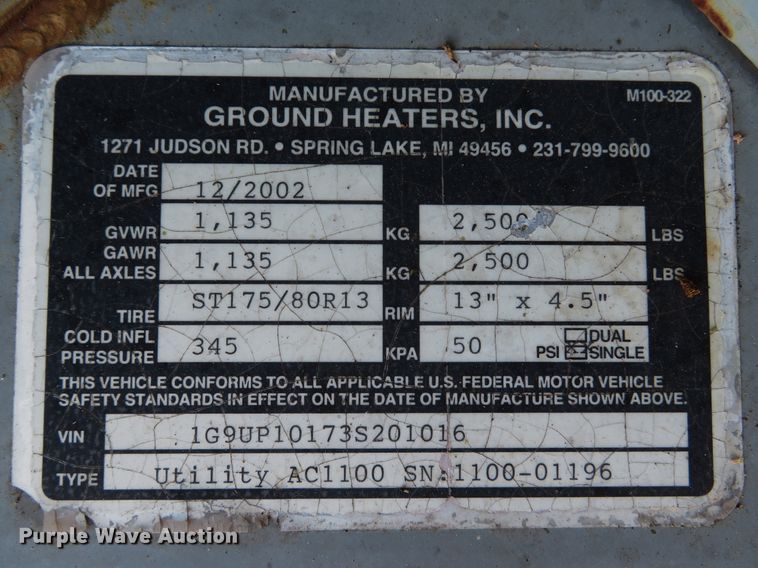 MANUFACTURED BY
M100-322
GROUND HEATERS, INC.
1271 JUDSON RD. • SPRING LAKE, MI 49456 • 231-799-9600
DATE OF MFG 12/2002
GVWR 1,135 KG 2,500 LBS
GAWR ALL AXLES 1,135 KG 2,500 LBS
TIRE ST175/80R13 RIM 13" x 4.5"
COLD INFL PRESSURE 345 KPA 50 PSI DUAL SINGLE
THIS VEHICLE CONFORMS TO ALL APPLICABLE U.S. FEDERAL MOTOR VEHICLE
SAFETY STANDARDS IN EFFECT ON THE DATE OF MANUFACTURE SHOWN ABOVE.
VIN 1G9UP10173S201016
TYPE Utility AC1100 SN:1100-01196
Purple Wave Auction